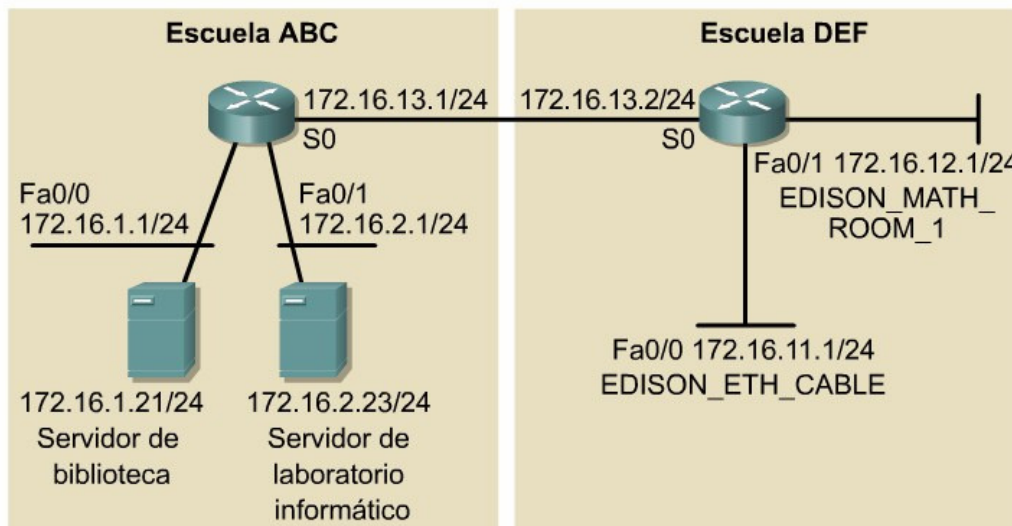 Escuela ABC
172.16.13.1/24
S0
Fa0/0
172.16.1.1/24
Fa0/1
172.16.2.1/24
172.16.1.21/24
Servidor de
biblioteca
172.16.2.23/24
Servidor de
laboratorio
informático
Escuela DEF
172.16.13.2/24
S0
Fa0/1 172.16.12.1/24
EDISON_MATH_
ROOM_1
Fa0/0 172.16.11.1/24
EDISON_ETH_CABLE